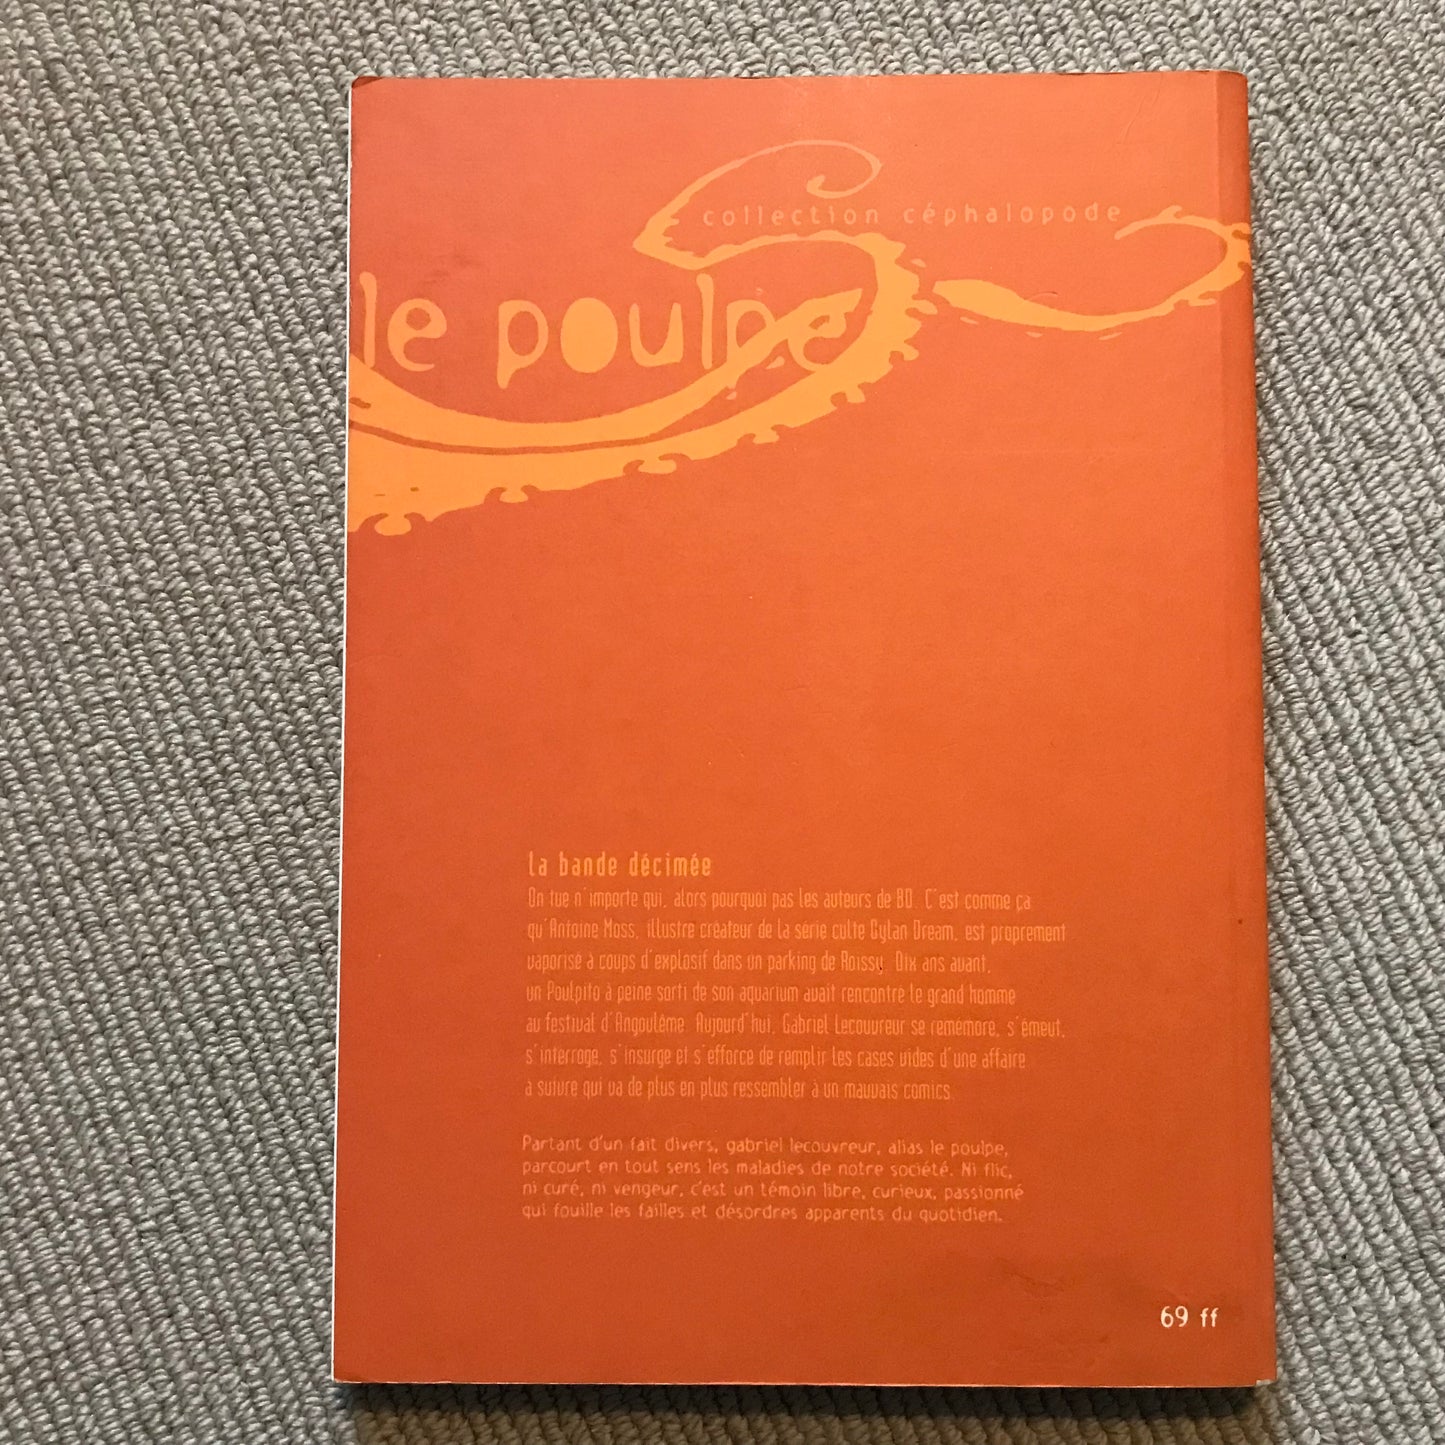 collection céphalopode
le poulpe
la bande décimée
On tue n'importe qui, alors pourquoi pas les auteurs de BD. C'est comme ça
qu'Antoine Moss, illustre créateur de la série culte Cylan Dream, est proprement
vaporisé à coups d'explosif dans un parking de Roissy. Dix ans avant,
un Poulpito à peine sorti de son aquarium avait rencontré le grand homme
au festival d'Angoulême. Aujourd'hui, Gabriel Lecouvreur se remémore, s'émeut,
s'interroge, s'insurge et s'efforce de remplir les cases vides d'une affaire
à suivre qui va de plus en plus ressembler à un mauvais comics.
Partant d'un fait divers, gabriel lecouvreur, alias le poulpe,
parcourt en tout sens les maladies de notre société. Ni flic,
ni curé, ni vengeur, c'est un témoin libre, curieux, passionné
qui fouille les failles et désordres apparents du quotidien.
69 ff